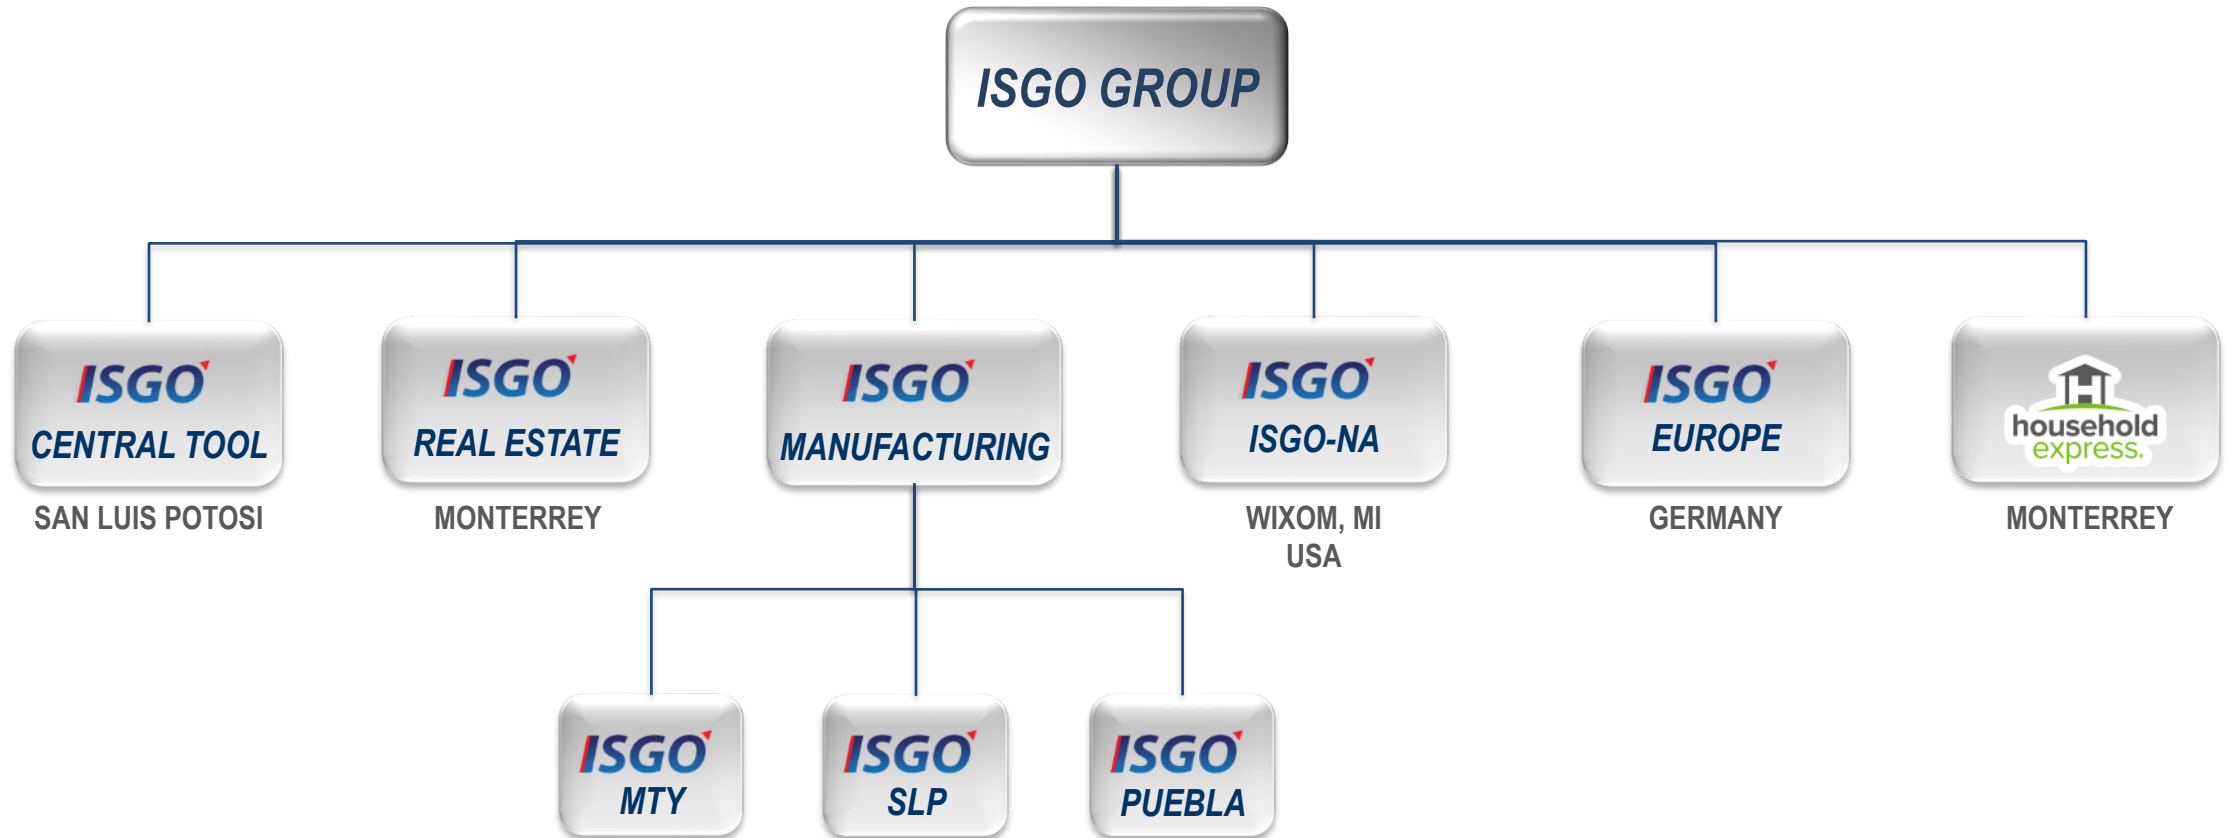 ISGO GROUP
ISGO
CENTRAL TOOL
SAN LUIS POTOSI
ISGO
REAL ESTATE
MONTERREY
ISGO
MANUFACTURING
ISGO
ISGO-NA
WIXOM, MI
USA
ISGO
EUROPE
GERMANY
household
express.
MONTERREY
ISGO
MTY
ISGO
SLP
ISGO
PUEBLA